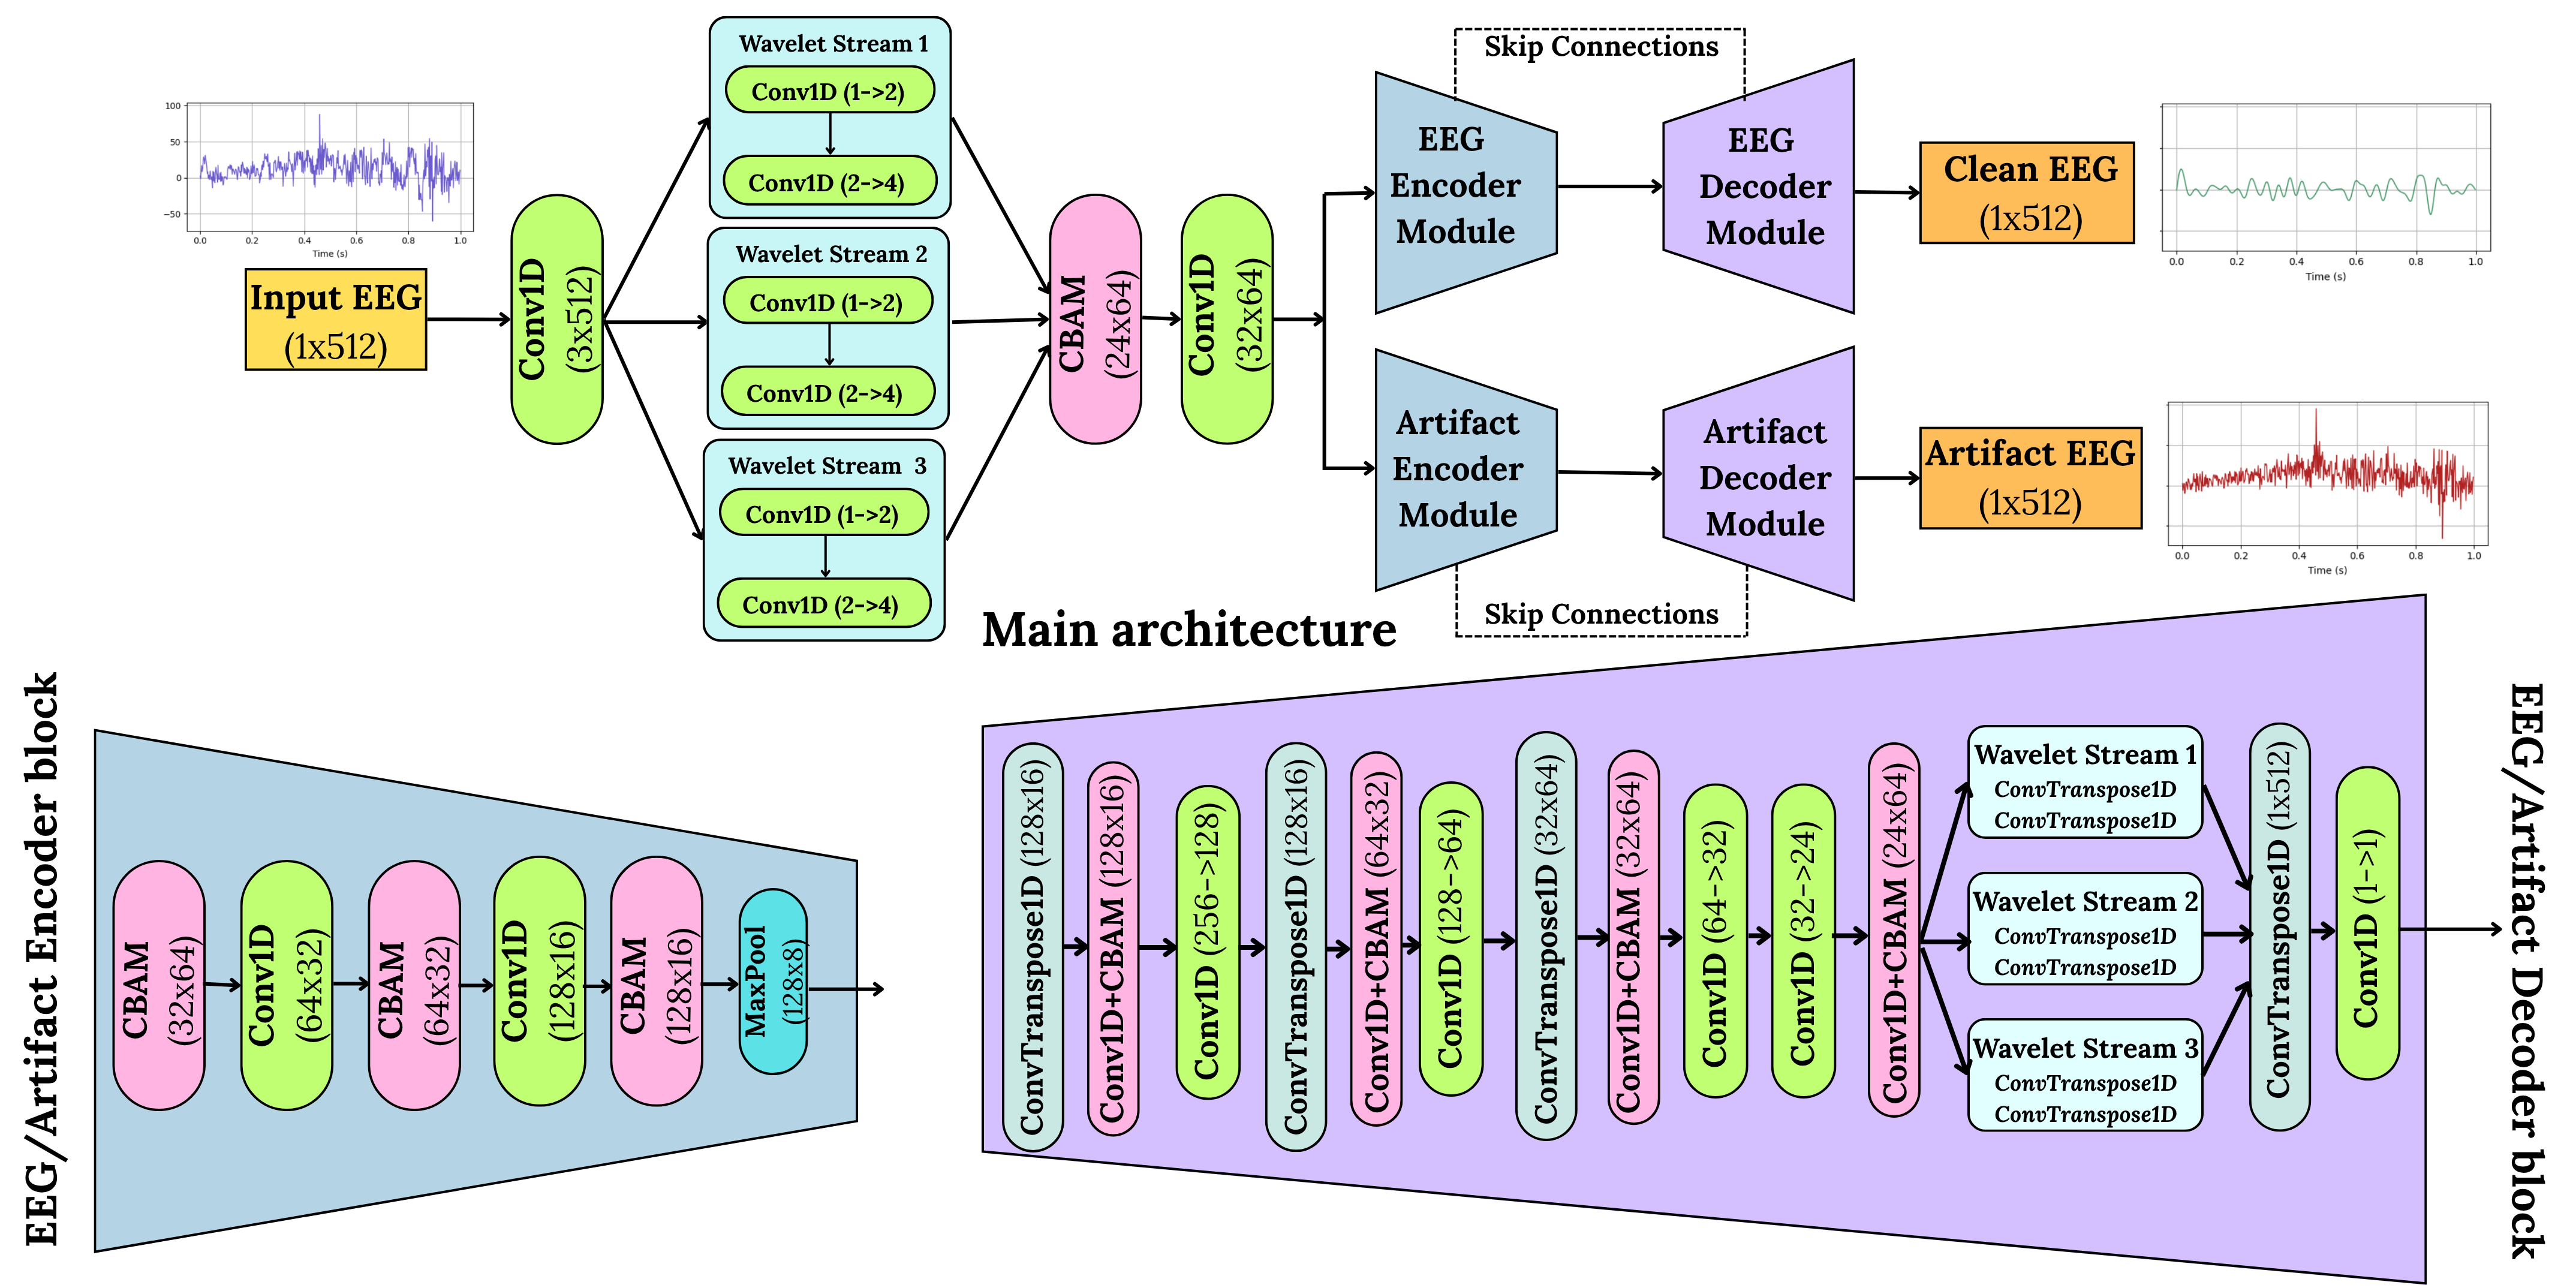 Wavelet Stream 1
Conv1D (1->2)
Conv1D (2->4)
Wavelet Stream 2
Conv1D (1->2)
Conv1D (2->4)
Wavelet Stream 3
Conv1D (1->2)
Conv1D (2->4)
100
50
0
-50
0.0 0.2 0.4 0.6 0.8 1.0
Time (s)
Input EEG
(1x512)
Conv1D
(3x512)
CBAM
(24x64)
Conv1D
(32x64)
Skip Connections
EEG
Encoder
Module
EEG
Decoder
Module
Clean EEG
(1x512)
0.0 0.2 0.4 0.6 0.8 1.0
Time (s)
Artifact
Encoder
Module
Artifact
Decoder
Module
Artifact EEG
(1x512)
0.0 0.2 0.4 0.6 0.8 1.0
Time (s)
Skip Connections
Main architecture
EEG/Artifact Encoder block
CBAM
(32x64)
Conv1D
(64x32)
CBAM
(64x32)
Conv1D
(128x16)
CBAM
(128x16)
MaxPool
(128x8)
ConvTranspose1D (128x16)
Conv1D+CBAM (128x16)
Conv1D (256->128)
ConvTranspose1D (128x16)
Conv1D+CBAM (64x32)
Conv1D (128->64)
ConvTranspose1D (32x64)
Conv1D+CBAM (32x64)
Conv1D (64->32)
Conv1D (32->24)
Conv1D+CBAM (24x64)
Wavelet Stream 1
ConvTranspose1D
ConvTranspose1D
Wavelet Stream 2
ConvTranspose1D
ConvTranspose1D
Wavelet Stream 3
ConvTranspose1D
ConvTranspose1D
ConvTranspose1D (1x512)
Conv1D (1->1)
EEG/Artifact Decoder block